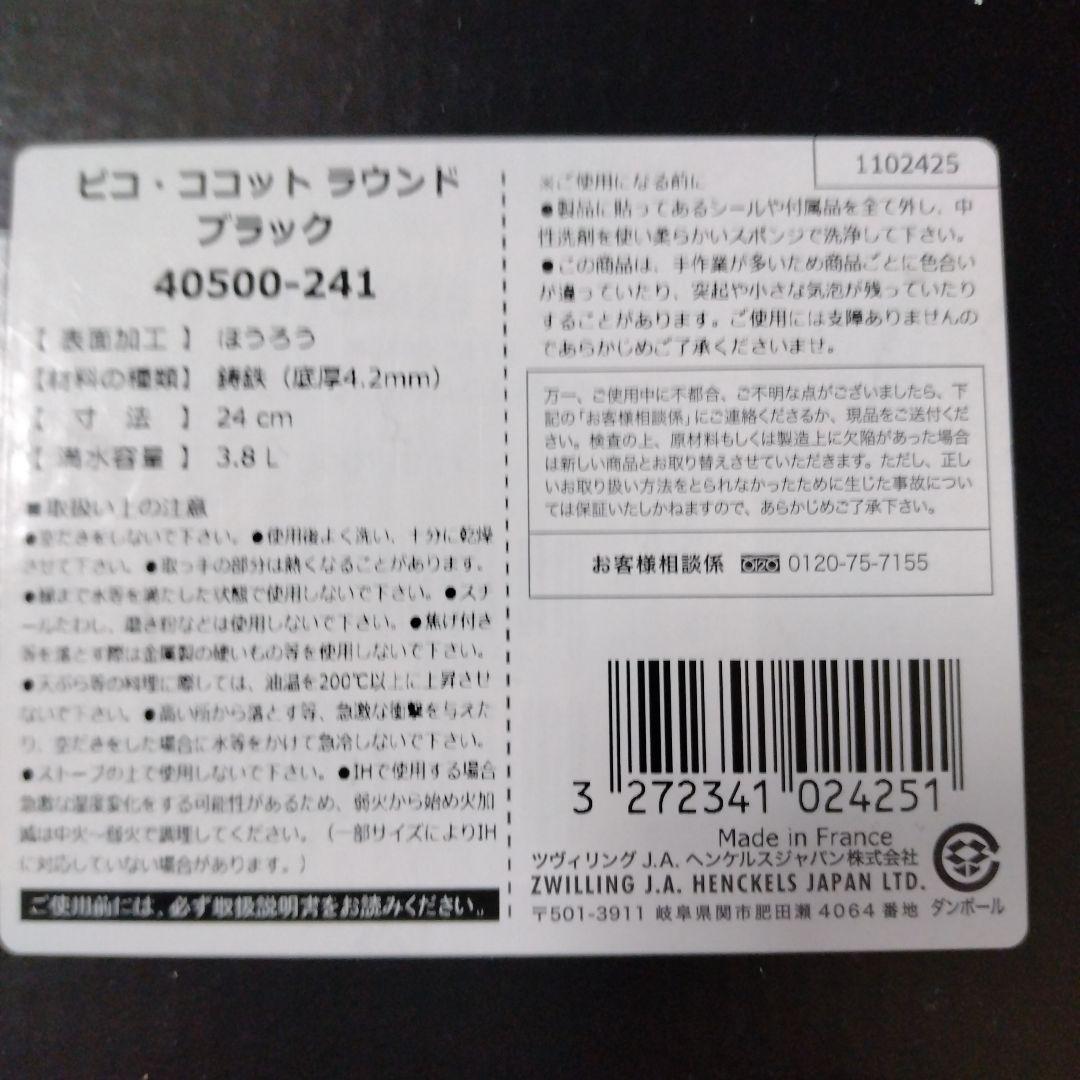 ピコ・ココット ラウンド
ブラック
40500-241
【 表面加工 】 ほうろう
【材料の種類】 鋳鉄（底厚4.2mm）
【 寸 法 】 24 cm
【 満水容量 】 3.8 L
■取扱い上の注意
●空だきをしないで下さい。●使用後よく洗い、十分に乾燥
させて下さい。●取っ手の部分は熱くなることがあります。
●縁まで水等を満たした状態で使用しないで下さい。●スチ
ールたわし、磨き粉などは使用しないで下さい。●焦げ付き
等を落とす際は金属製の硬いもの等を使用しないで下さい。
●天ぷら等の料理に際しては、油温を200℃以上に上昇させ
ないで下さい。●高い所から落とす等、急激な衝撃を与えた
り、空だきをした場合に水等をかけて急冷しないで下さい。
●ストーブの上で使用しないで下さい。●IHで使用する場合
急激な温度変化をする可能性があるため、弱火から始め火加
減は中火～弱火で調理してください。（一部サイズによりIH
に対応していない場合があります。）
ご使用前には、必ず取扱説明書をお読みください。
1102425
※ご使用になる前に
●製品に貼ってあるシールや付属品を全て外し、中
性洗剤を使い柔らかいスポンジで洗浄して下さい。
●この商品は、手作業が多いため商品ごとに色合い
が違っていたり、突起や小さな気泡が残っていたり
することがあります。ご使用には支障ありませんの
であらかじめご了承くださいませ。
万一、ご使用中に不都合、ご不明な点がございましたら、下
記の「お客様相談係」にご連絡くださるか、現品をご送付くだ
さい。検査の上、原材料もしくは製造上に欠陥があった場合
は新しい商品とお取り替えさせていただきます。ただし、正し
いお取り扱い方法をとられなかったために生じた事故につい
ては保証いたしかねますので、あらかじめご了承下さい。
お客様相談係 0120-75-7155
3 272341 024251
Made in France
ツヴィリング J.A. ヘンケルスジャパン株式会社
ZWILLING J.A. HENCKELS JAPAN LTD.
〒501-3911 岐阜県関市肥田瀬 4064 番地
ダンボール